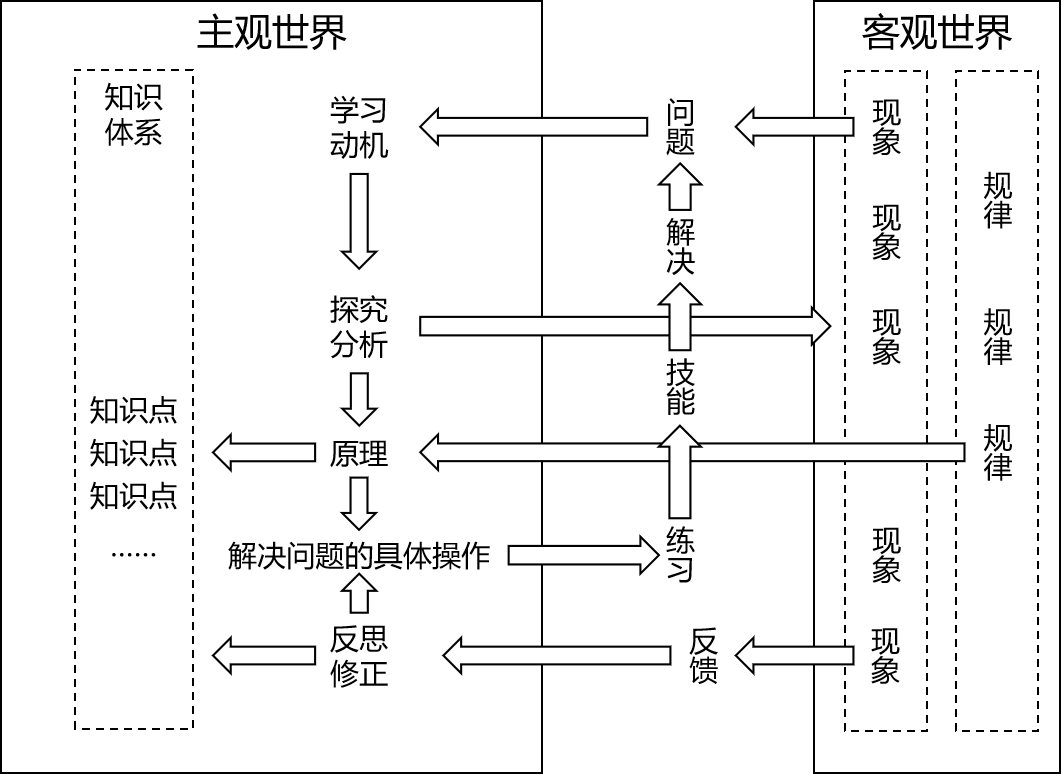 主观世界
知识
体系
知识点
知识点
知识点
……
学习
动机
探究
分析
原理
解决问题的具体操作
反思
修正
问题
解决
技能
练习
反馈
客观世界
现象
现象
现象
现象
现象
规律
规律
规律